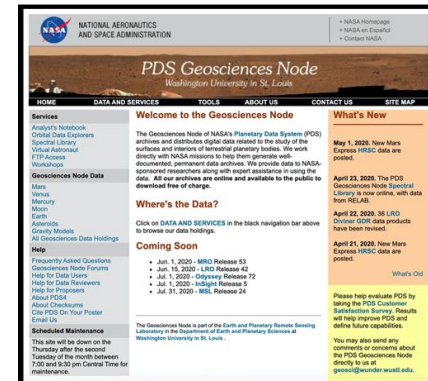 NASA
NATIONAL AERONAUTICS
AND SPACE ADMINISTRATION
+ NASA Homepage
+ NASA en Español
+ Contact NASA
PDS Geosciences Node
Washington University in St. Louis
HOME DATA AND SERVICES TOOLS ABOUT US CONTACT US SITE MAP
Services
Analyst's Notebook
Orbital Data Explorers
Spectral Library
Virtual Astronaut
FTP Access
Workshops
Geosciences Node Data
Mars
Venus
Mercury
Moon
Earth
Asteroids
Gravity Models
All Geosciences Data Holdings
Help
Frequently Asked Questions
Geosciences Node Forums
Help for Data Users
Help for Data Reviewers
Help for Proposers
About PDS4
About Checksums
Cite PDS On Your Poster
Email Us
Scheduled Maintenance
This site will be down on the
Thursday after the second
Tuesday of the month between
7:00 and 9:30 pm Central Time for
maintenance.
Welcome to the Geosciences Node
The Geosciences Node of NASA's Planetary Data System (PDS)
archives and distributes digital data related to the study of the
surfaces and interiors of terrestrial planetary bodies. We work
directly with NASA missions to help them generate well-
documented, permanent data archives. We provide data to NASA-
sponsored researchers along with expert assistance in using the
data. All our archives are online and available to the public to
download free of charge.
Where's the Data?
Click on DATA AND SERVICES in the black navigation bar above
to browse our data holdings.
Coming Soon
• Jun. 1, 2020 - MRO Release 53
• Jun. 15, 2020 - LRO Release 42
• Jul. 1, 2020 - Odyssey Release 72
• Jul. 1, 2020 - InSight Release 5
• Jul. 31, 2020 - MSL Release 24
The Geosciences Node is part of the Earth and Planetary Remote Sensing
Laboratory in the Department of Earth and Planetary Sciences at
Washington University in St. Louis .
What's New
May 1, 2020. New Mars
Express HRSC data are
posted.
April 23, 2020. The PDS
Geosciences Node Spectral
Library is now online, with data
from RELAB.
April 22, 2020. 36 LRO
Diviner GDR data products
have been revised.
April 21, 2020. New Mars
Express HRSC data are
posted.
What's Old
Please help evaluate PDS by
taking the PDS Customer
Satisfaction Survey. Results
will help improve PDS and
define future capabilities.
You may also send any
comments or concerns about
the PDS Geosciences Node
directly to us at
geosci@wunder.wustl.edu.